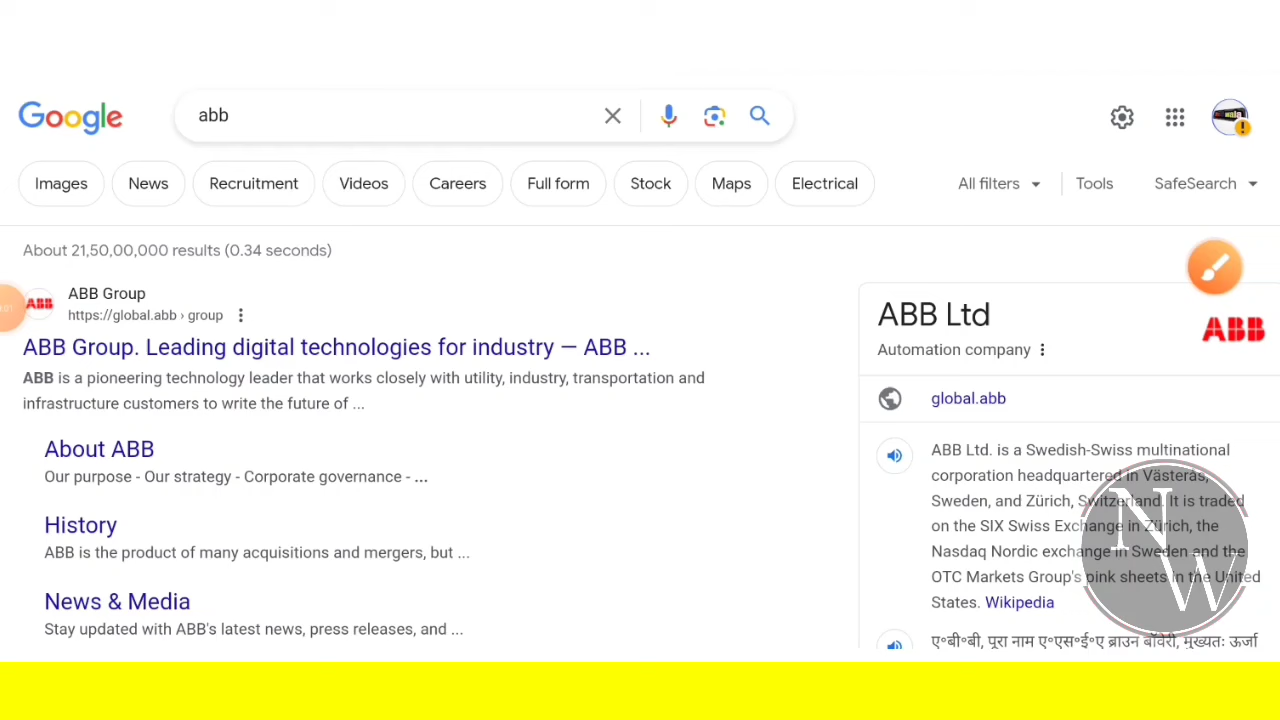 Google
abb
Images
News
Recruitment
Videos
Careers
Full form
Stock
Maps
Electrical
All filters
Tools
SafeSearch
About 21,50,00,000 results (0.34 seconds)
ABB
ABB Group
https://global.abb › group
ABB Group. Leading digital technologies for industry — ABB ...
ABB is a pioneering technology leader that works closely with utility, industry, transportation and
infrastructure customers to write the future of ...
About ABB
Our purpose - Our strategy - Corporate governance - ...
History
ABB is the product of many acquisitions and mergers, but ...
News & Media
Stay updated with ABB's latest news, press releases, and ...
ABB Ltd
Automation company
ABB
global.abb
ABB Ltd. is a Swedish-Swiss multinational
corporation headquartered in Västerås,
Sweden, and Zürich, Switzerland. It is traded
on the SIX Swiss Exchange in Zürich, the
Nasdaq Nordic exchange in Sweden and the
OTC Markets Group's pink sheets in the United
States. Wikipedia
ए॰बी॰बी, पूरा नाम ए॰एस॰ई॰ए ब्राउन बॉवेरी, मुख्यतः ऊर्जा
NW